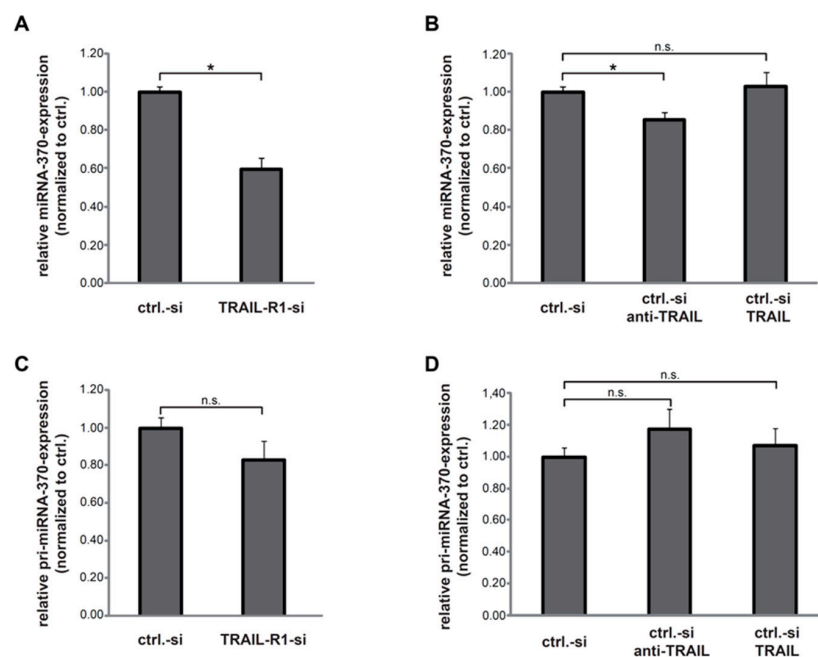 A
relative miRNA-370-expression
(normalized to ctrl.)
1.20
1.00
0.80
0.60
0.40
0.20
0.00
*
ctrl.-si
TRAIL-R1-si
B
relative miRNA-370-expression
(normalized to ctrl.)
1.20
1.00
0.80
0.60
0.40
0.20
0.00
n.s.
*
ctrl.-si
ctrl.-si
anti-TRAIL
ctrl.-si
TRAIL
C
relative pri-miRNA-370-expression
(normalized to ctrl.)
1.20
1.00
0.80
0.60
0.40
0.20
0.00
n.s.
ctrl.-si
TRAIL-R1-si
D
relative pri-miRNA-370-expression
(normalized to ctrl.)
1,40
1.20
1.00
0.80
0.60
0.40
0.20
0.00
n.s.
n.s.
ctrl.-si
ctrl.-si
anti-TRAIL
ctrl.-si
TRAIL